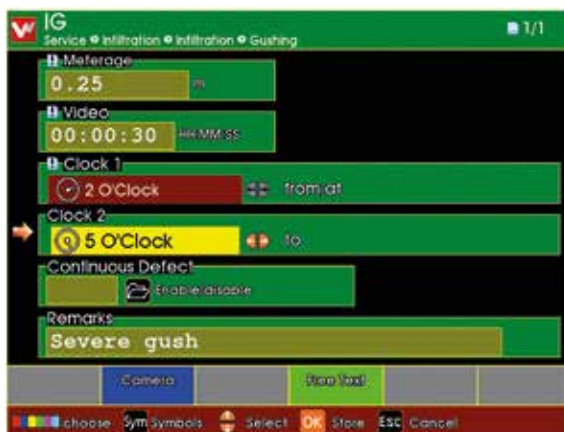 IG
1/1
Service Infiltration Infiltration Gushing
Meterage
0.25 m
Video
00:00:30 HH:MM:SS
Clock 1
2 O'Clock from at
Clock 2
5 O'Clock to
Continuous Defect
Enable/disable
Remarks
Severe gush
Camera Free Text
choose Sym Symbols Select OK Store ESC Cancel